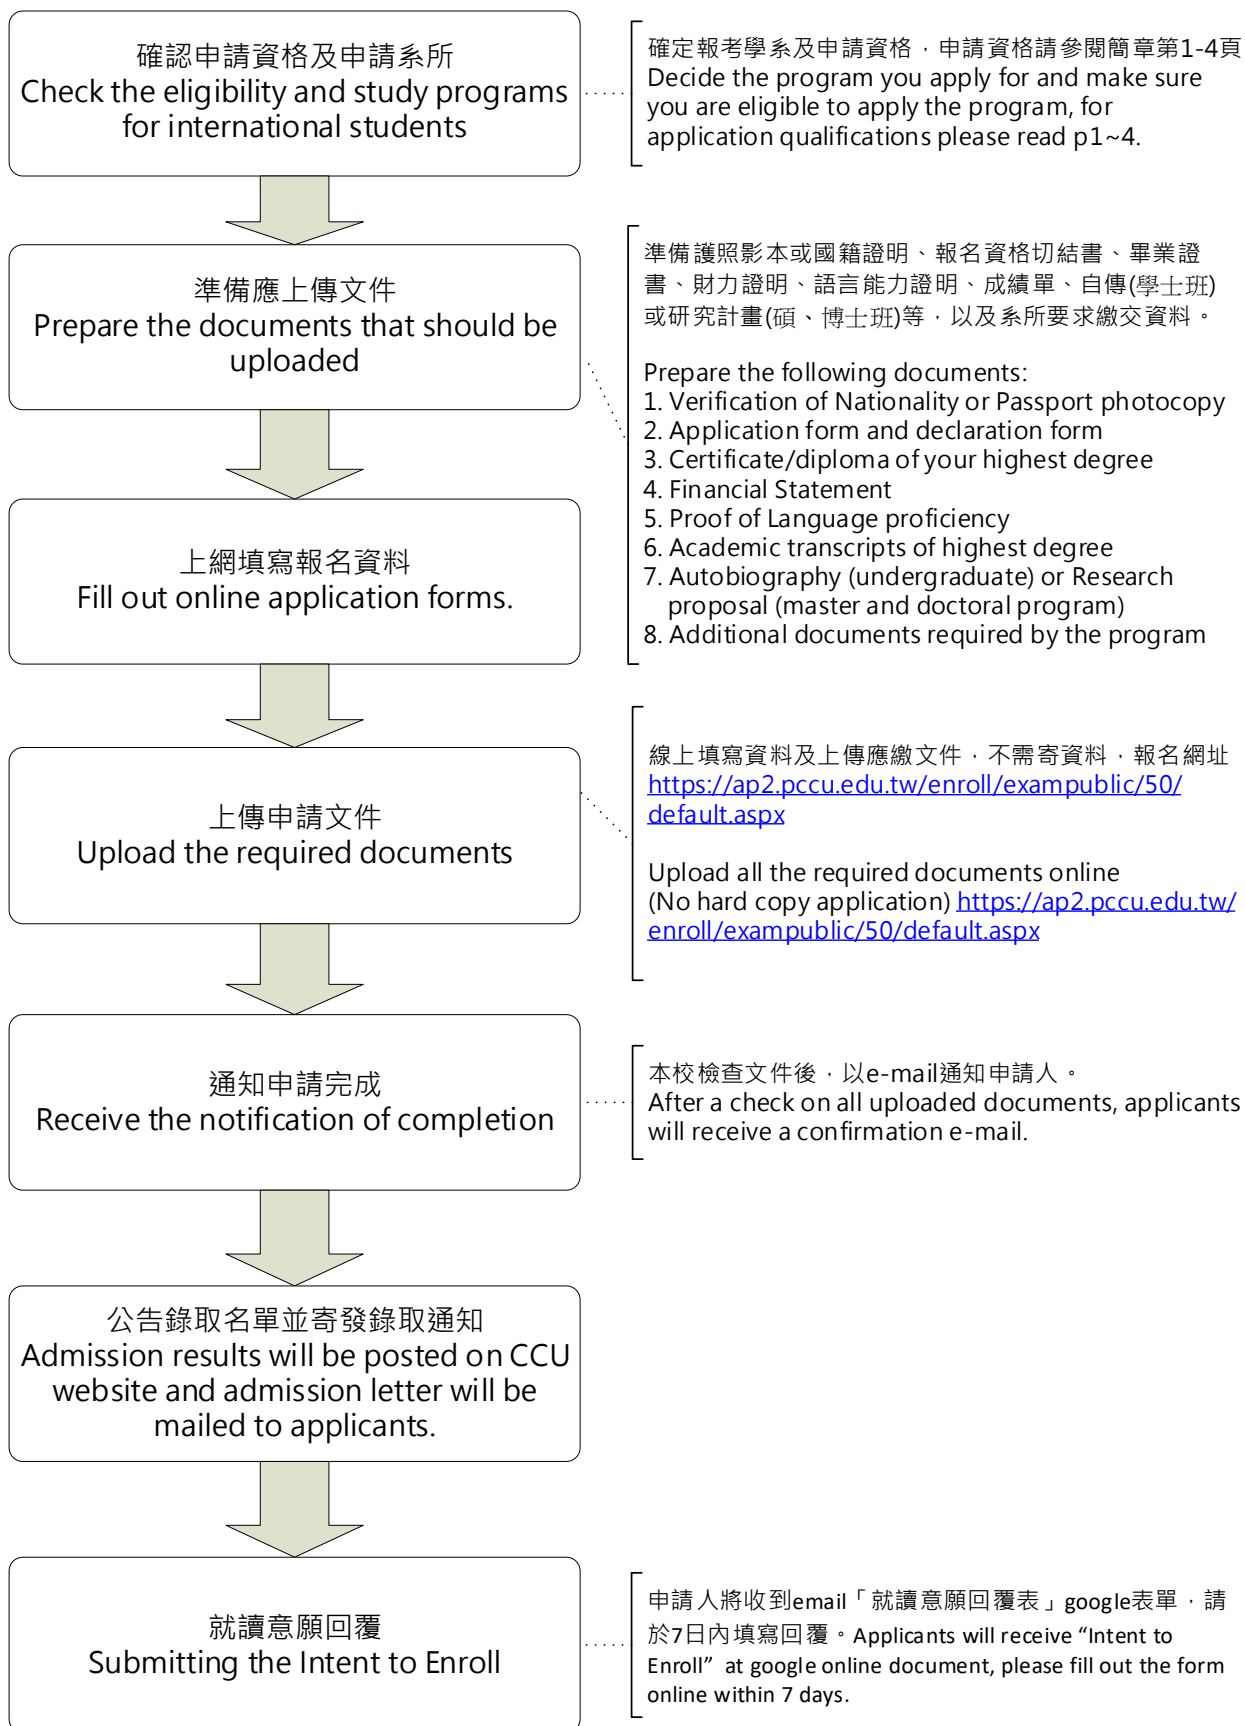 確認申請資格及申請系所
Check the eligibility and study programs
for international students
確定報考學系及申請資格，申請資格請參閱簡章第1-4頁
Decide the program you apply for and make sure
you are eligible to apply the program, for
application qualifications please read p1~4.
準備應上傳文件
Prepare the documents that should be
uploaded
準備護照影本或國籍證明、報名資格切結書、畢業證
書、財力證明、語言能力證明、成績單、自傳(學士班)
或研究計畫(碩、博士班)等，以及系所要求繳交資料。
Prepare the following documents:
1. Verification of Nationality or Passport photocopy
2. Application form and declaration form
3. Certificate/diploma of your highest degree
4. Financial Statement
5. Proof of Language proficiency
6. Academic transcripts of highest degree
7. Autobiography (undergraduate) or Research
proposal (master and doctoral program)
8. Additional documents required by the program
上網填寫報名資料
Fill out online application forms.
上傳申請文件
Upload the required documents
線上填寫資料及上傳應繳文件，不需寄資料，報名網址
https://ap2.pccu.edu.tw/enroll/exampublic/50/
default.aspx
Upload all the required documents online
(No hard copy application) https://ap2.pccu.edu.tw/
enroll/exampublic/50/default.aspx
通知申請完成
Receive the notification of completion
本校檢查文件後，以e-mail通知申請人。
After a check on all uploaded documents, applicants
will receive a confirmation e-mail.
公告錄取名單並寄發錄取通知
Admission results will be posted on CCU
website and admission letter will be
mailed to applicants.
就讀意願回覆
Submitting the Intent to Enroll
申請人將收到email「就讀意願回覆表」google表單，請
於7日內填寫回覆。Applicants will receive “Intent to
Enroll” at google online document, please fill out the form
online within 7 days.